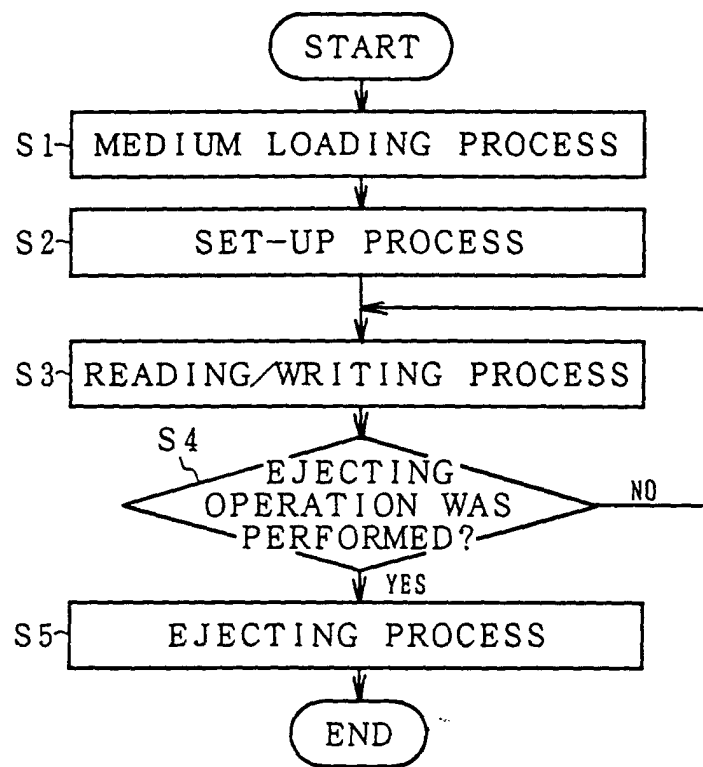 START
S1 MEDIUM LOADING PROCESS
S2 SET-UP PROCESS
S3 READING/WRITING PROCESS
S4
EJECTING
OPERATION WAS
PERFORMED?
NO
YES
S5 EJECTING PROCESS
END